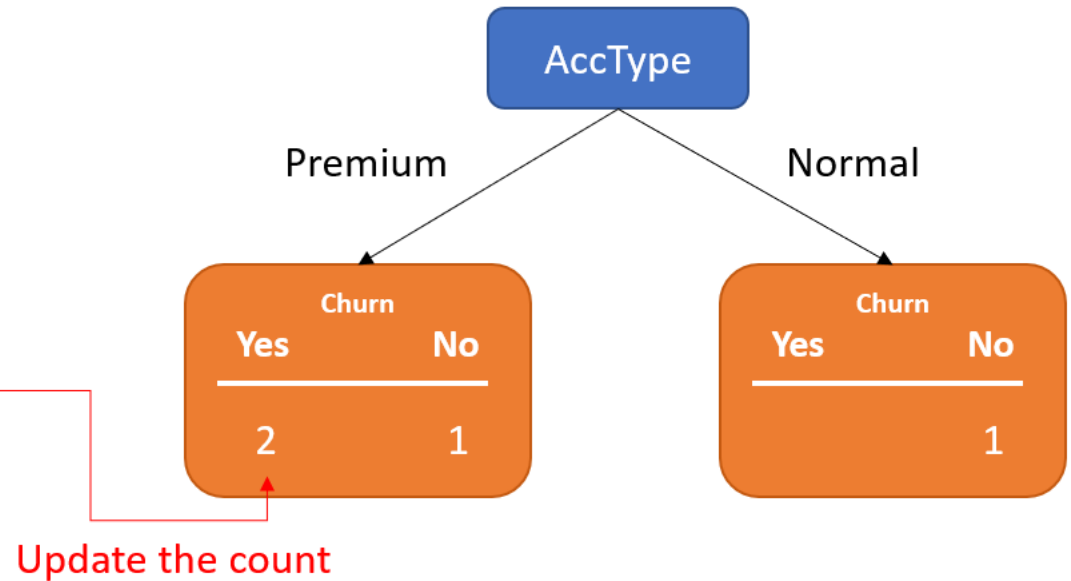 AccType
Premium
Normal
Churn
Yes No
2 1
Churn
Yes No
1
Update the count